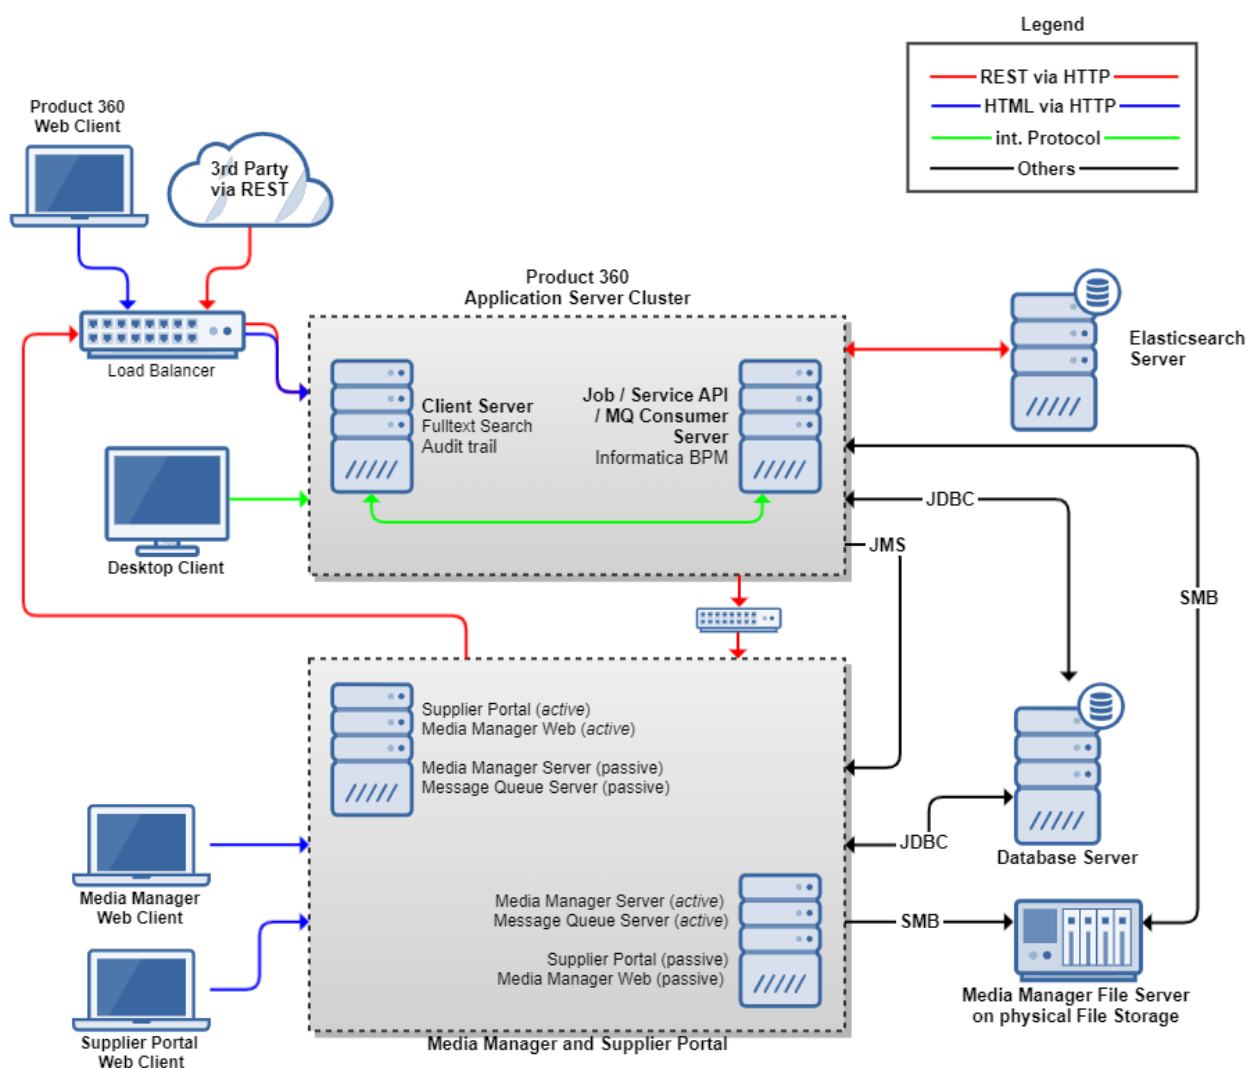 Legend
REST via HTTP
HTML via HTTP
int. Protocol
Others
Product 360
Web Client
3rd Party
via REST
Load Balancer
Desktop Client
Product 360
Application Server Cluster
Client Server
Fulltext Search
Audit trail
Job / Service API
/ MQ Consumer
Server
Informatica BPM
Elasticsearch
Server
JDBC
JMS
SMB
Supplier Portal (active)
Media Manager Web (active)
Media Manager Server (passive)
Message Queue Server (passive)
JDBC
Database Server
Media Manager
Web Client
Media Manager Server (active)
Message Queue Server (active)
Supplier Portal (passive)
Media Manager Web (passive)
SMB
Media Manager File Server
on physical File Storage
Supplier Portal
Web Client
Media Manager and Supplier Portal